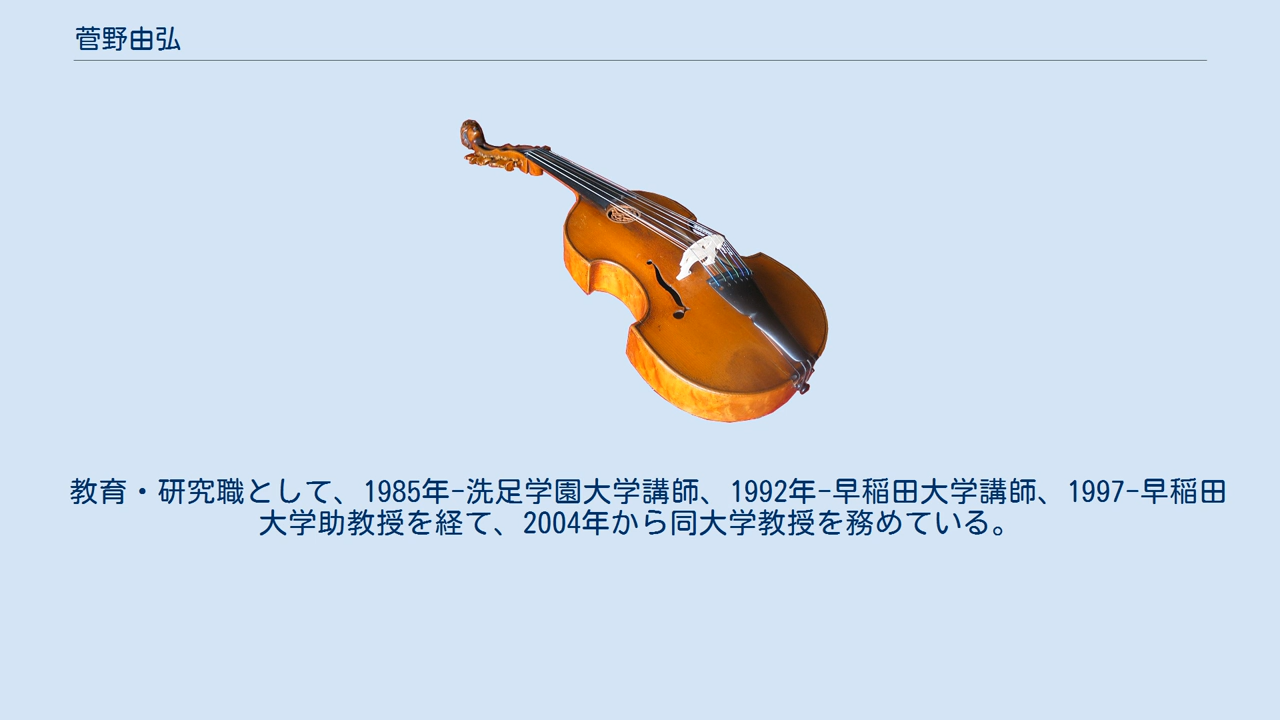 菅野由弘
教育・研究職として、1985年-洗足学園大学講師、1992年-早稲田大学講師、1997-早稲田
大学助教授を経て、2004年から同大学教授を務めている。